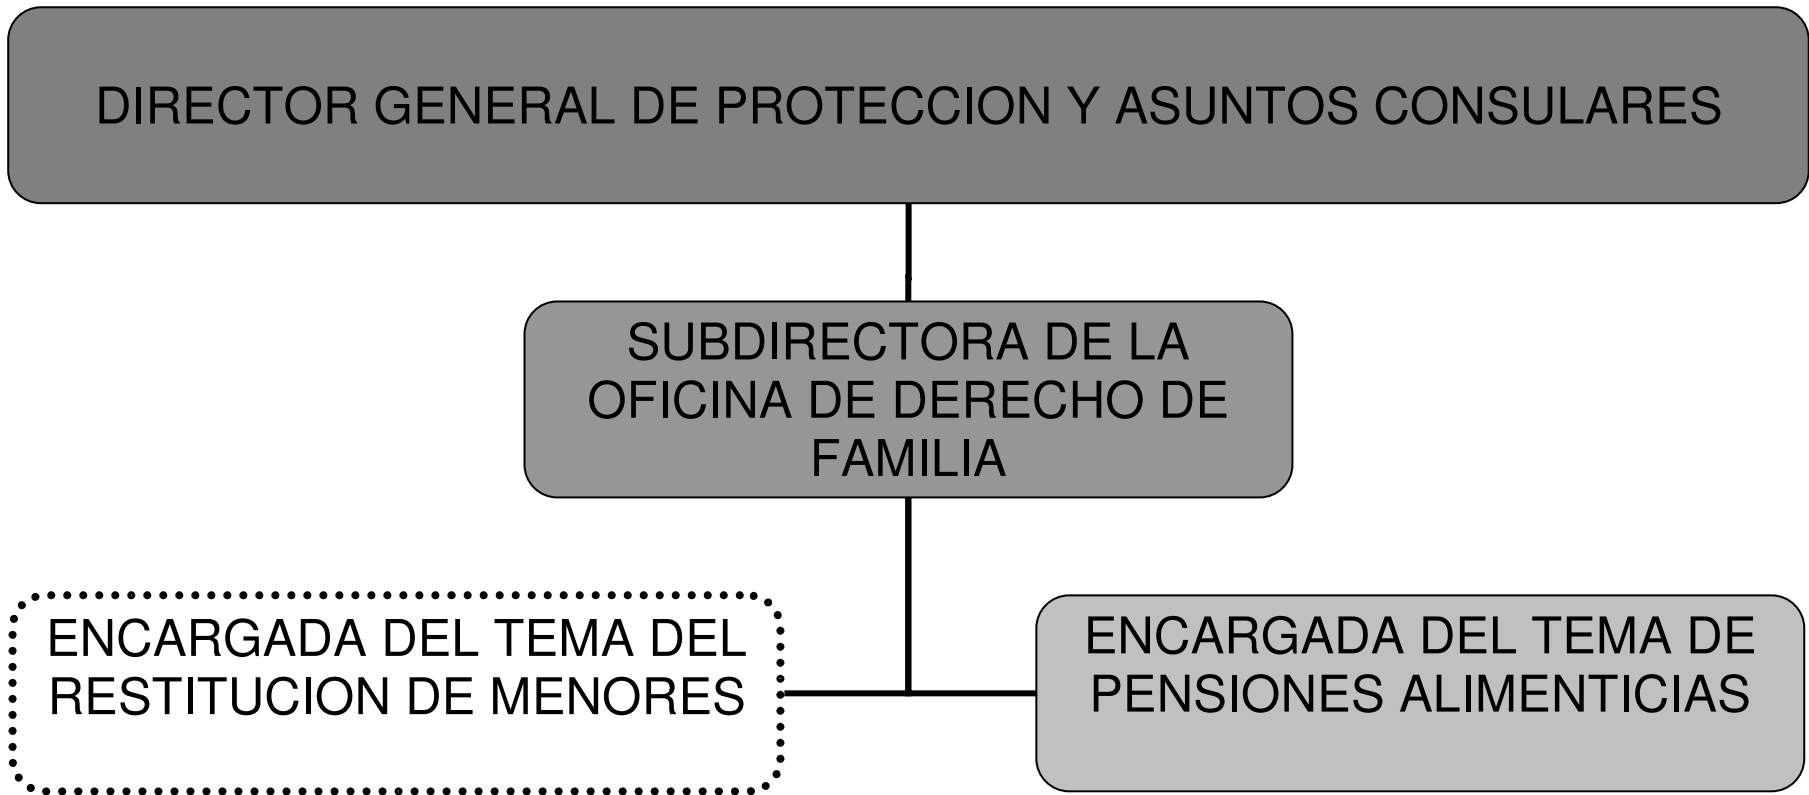 DIRECTOR GENERAL DE PROTECCION Y ASUNTOS CONSULARES
SUBDIRECTORA DE LA
OFICINA DE DERECHO DE
FAMILIA
ENCARGADA DEL TEMA DEL
RESTITUCION DE MENORES
ENCARGADA DEL TEMA DE
PENSIONES ALIMENTICIAS